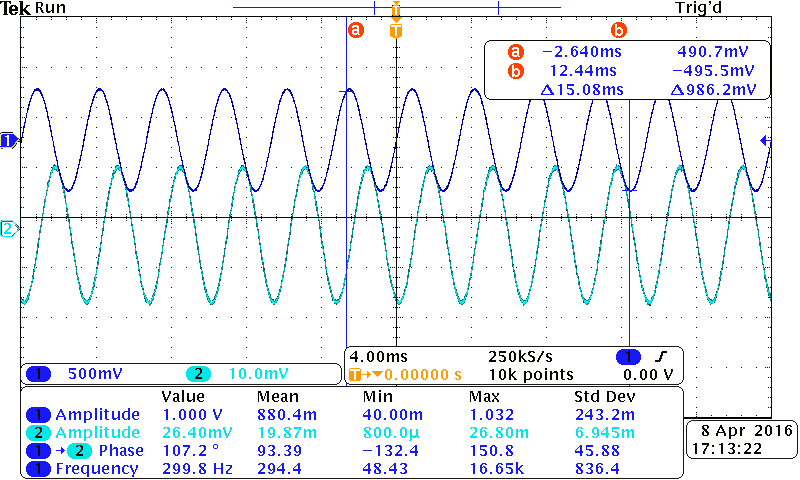 Tek Run Trig'd
a b
T
a −2.640ms 490.7mV
b 12.44ms −495.5mV
Δ15.08ms Δ986.2mV
1
2
1 500mV 2 10.0mV
4.00ms 250kS/s 1
T→▼0.00000 s 10k points 0.00 V
Value Mean Min Max Std Dev
1 Amplitude 1.000 V 880.4m 40.00m 1.032 243.2m
2 Amplitude 26.40mV 19.87m 800.0µ 26.80m 6.945m
1 →2 Phase 107.2 ° 93.39 −132.4 150.8 45.88
1 Frequency 299.8 Hz 294.4 48.43 16.65k 836.4
8 Apr 2016
17:13:22